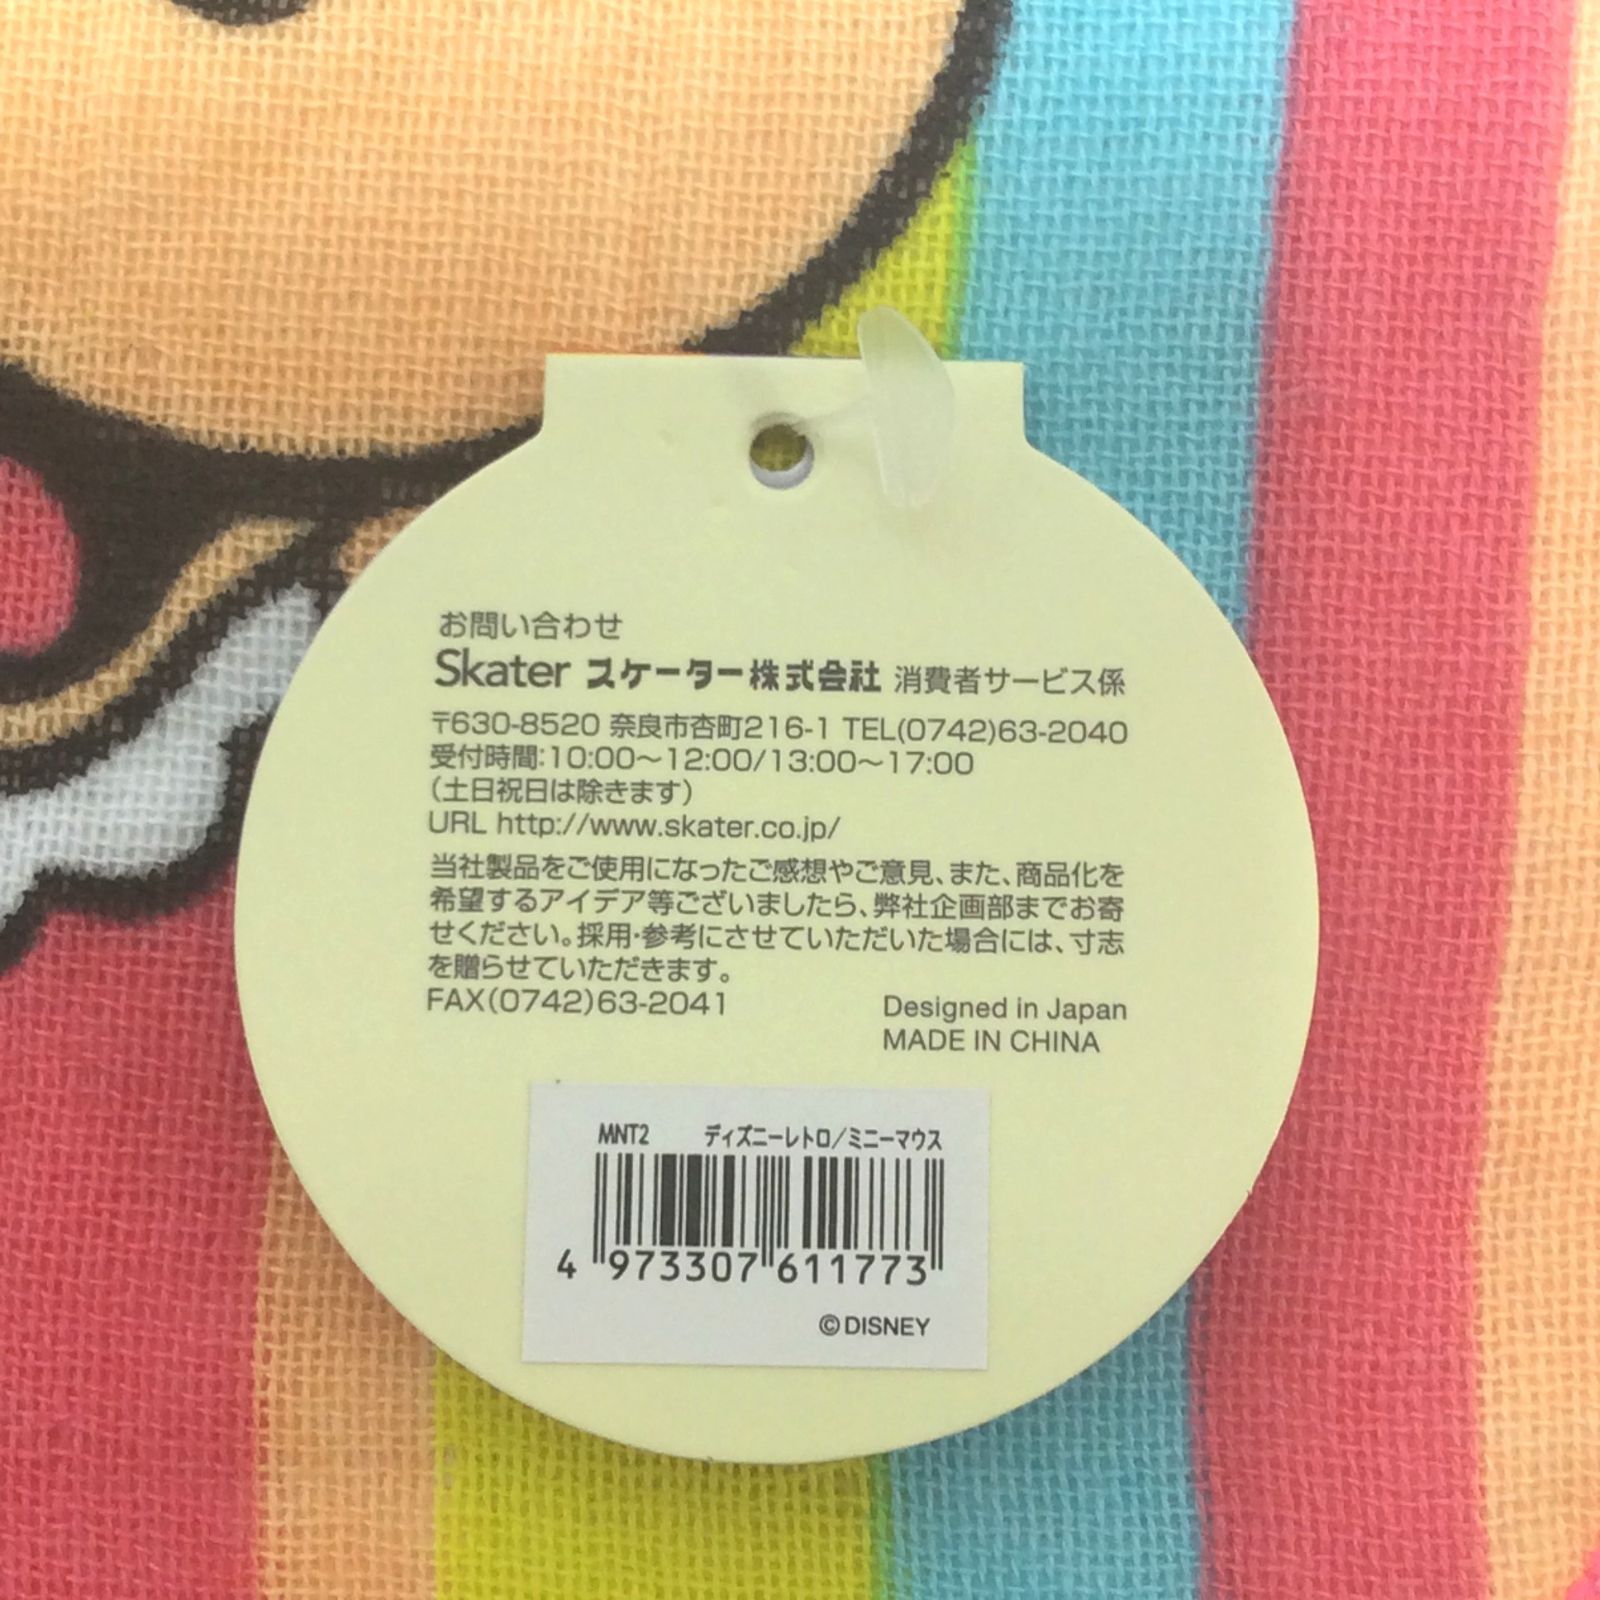 お問い合わせ
Skater スケーター株式会社 消費者サービス係
〒630-8520 奈良市杏町216-1 TEL(0742)63-2040
受付時間:10:00～12:00/13:00～17:00
(土日祝日は除きます)
URL http://www.skater.co.jp/
当社製品をご使用になったご感想やご意見、また、商品化を
希望するアイデア等ございましたら、弊社企画部までお寄
せください。採用・参考にさせていただいた場合には、寸志
を贈らせていただきます。
FAX(0742)63-2041
Designed in Japan
MADE IN CHINA
MNT2 ディズニーレトロ/ミニーマウス
4 973307 611773
©DISNEY